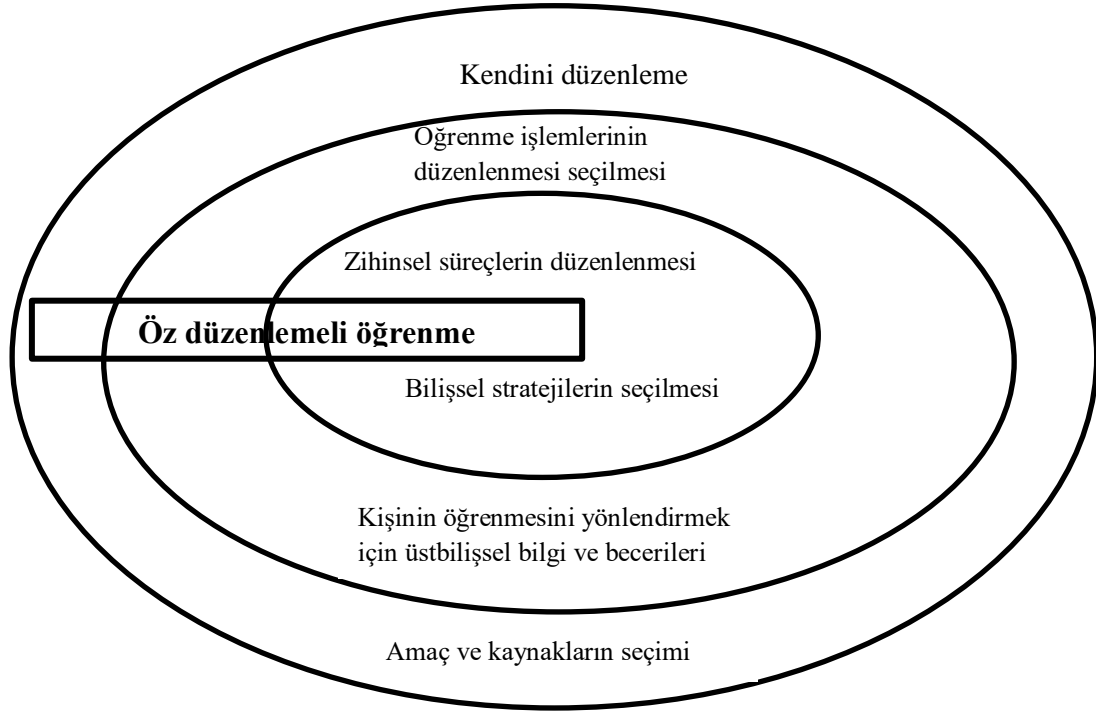 Kendini düzenleme
Öğrenme işlemlerinin
düzenlenmesi seçilmesi
Zihinsel süreçlerin düzenlenmesi
Öz düzenlemeli öğrenme
Bilişsel stratejilerin seçilmesi
Kişinin öğrenmesini yönlendirmek
için üstbilişsel bilgi ve becerileri
Amaç ve kaynakların seçimi